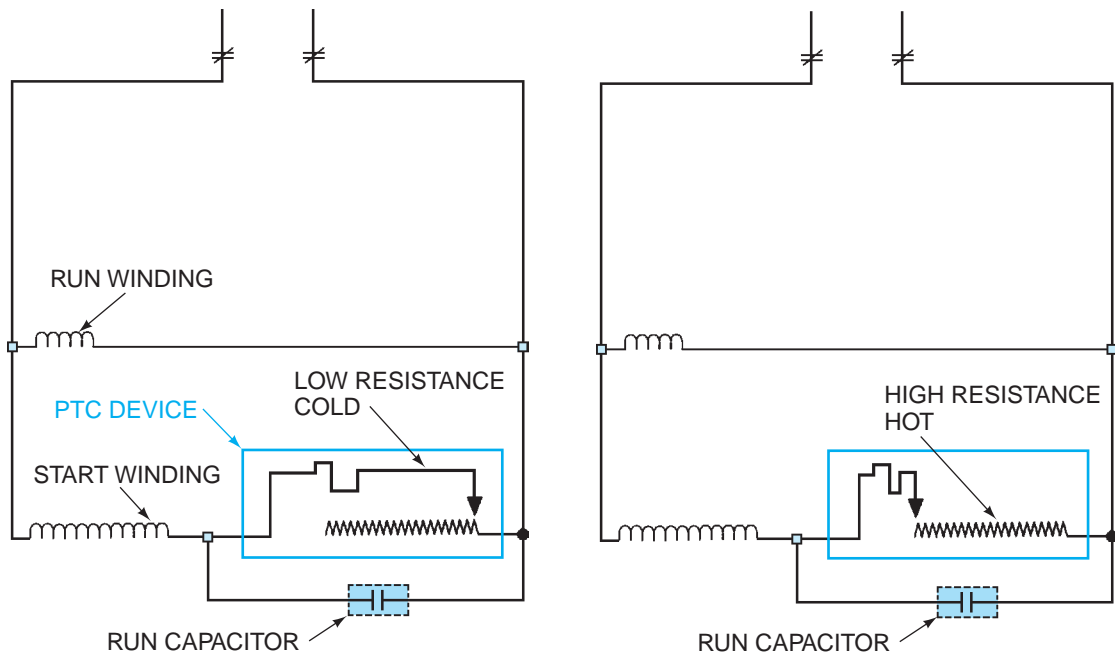 RUN WINDING
LOW RESISTANCE
COLD
PTC DEVICE
START WINDING
RUN CAPACITOR
HIGH RESISTANCE
HOT
RUN CAPACITOR